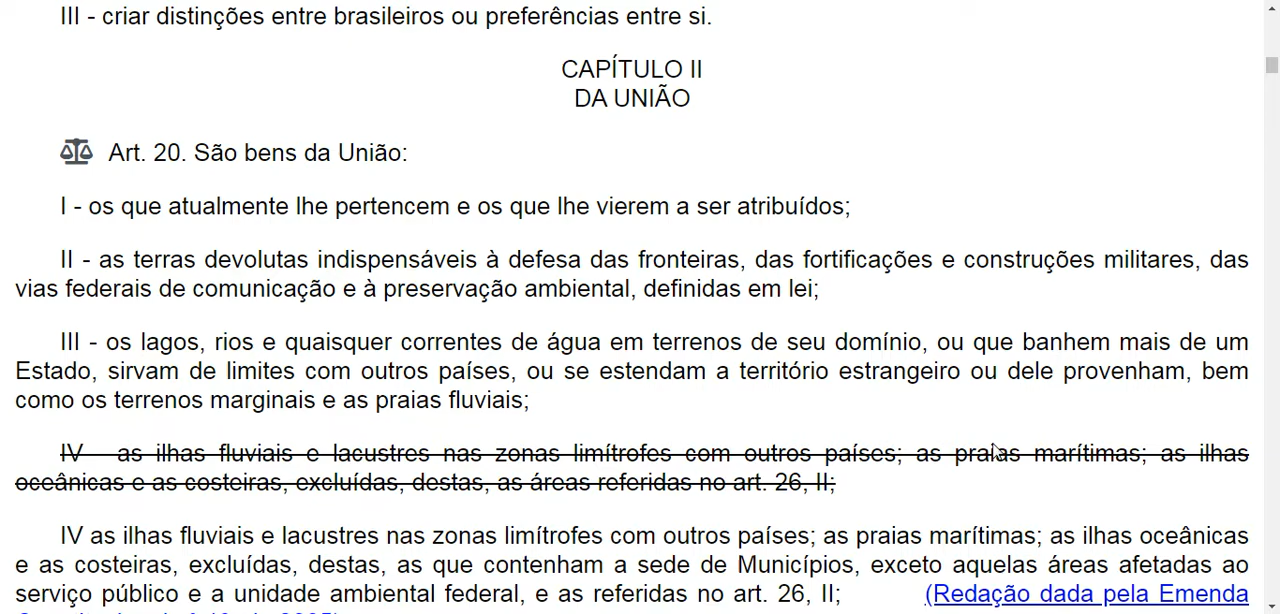 III - criar distinções entre brasileiros ou preferências entre si.
CAPÍTULO II
DA UNIÃO
Art. 20. São bens da União:
I - os que atualmente lhe pertencem e os que lhe vierem a ser atribuídos;
II - as terras devolutas indispensáveis à defesa das fronteiras, das fortificações e construções militares, das
vias federais de comunicação e à preservação ambiental, definidas em lei;
III - os lagos, rios e quaisquer correntes de água em terrenos de seu domínio, ou que banhem mais de um
Estado, sirvam de limites com outros países, ou se estendam a território estrangeiro ou dele provenham, bem
como os terrenos marginais e as praias fluviais;
IV - as ilhas fluviais e lacustres nas zonas limítrofes com outros países; as praias marítimas; as ilhas
oceânicas e as costeiras, excluídas, destas, as áreas referidas no art. 26, II;
IV as ilhas fluviais e lacustres nas zonas limítrofes com outros países; as praias marítimas; as ilhas oceânicas
e as costeiras, excluídas, destas, as que contenham a sede de Municípios, exceto aquelas áreas afetadas ao
serviço público e a unidade ambiental federal, e as referidas no art. 26, II; (Redação dada pela Emenda